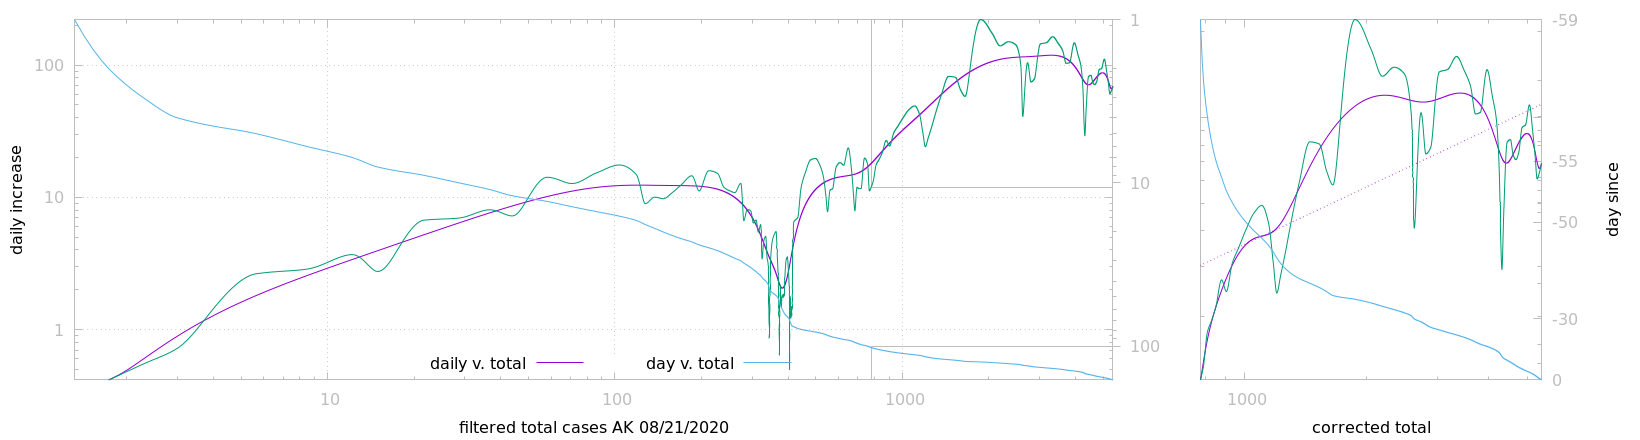 daily increase
100
10
1
daily v. total
day v. total
10
100
1000
filtered total cases AK 08/21/2020
1
10
100
1000
corrected total
-59
-55
-50
-30
0
day since